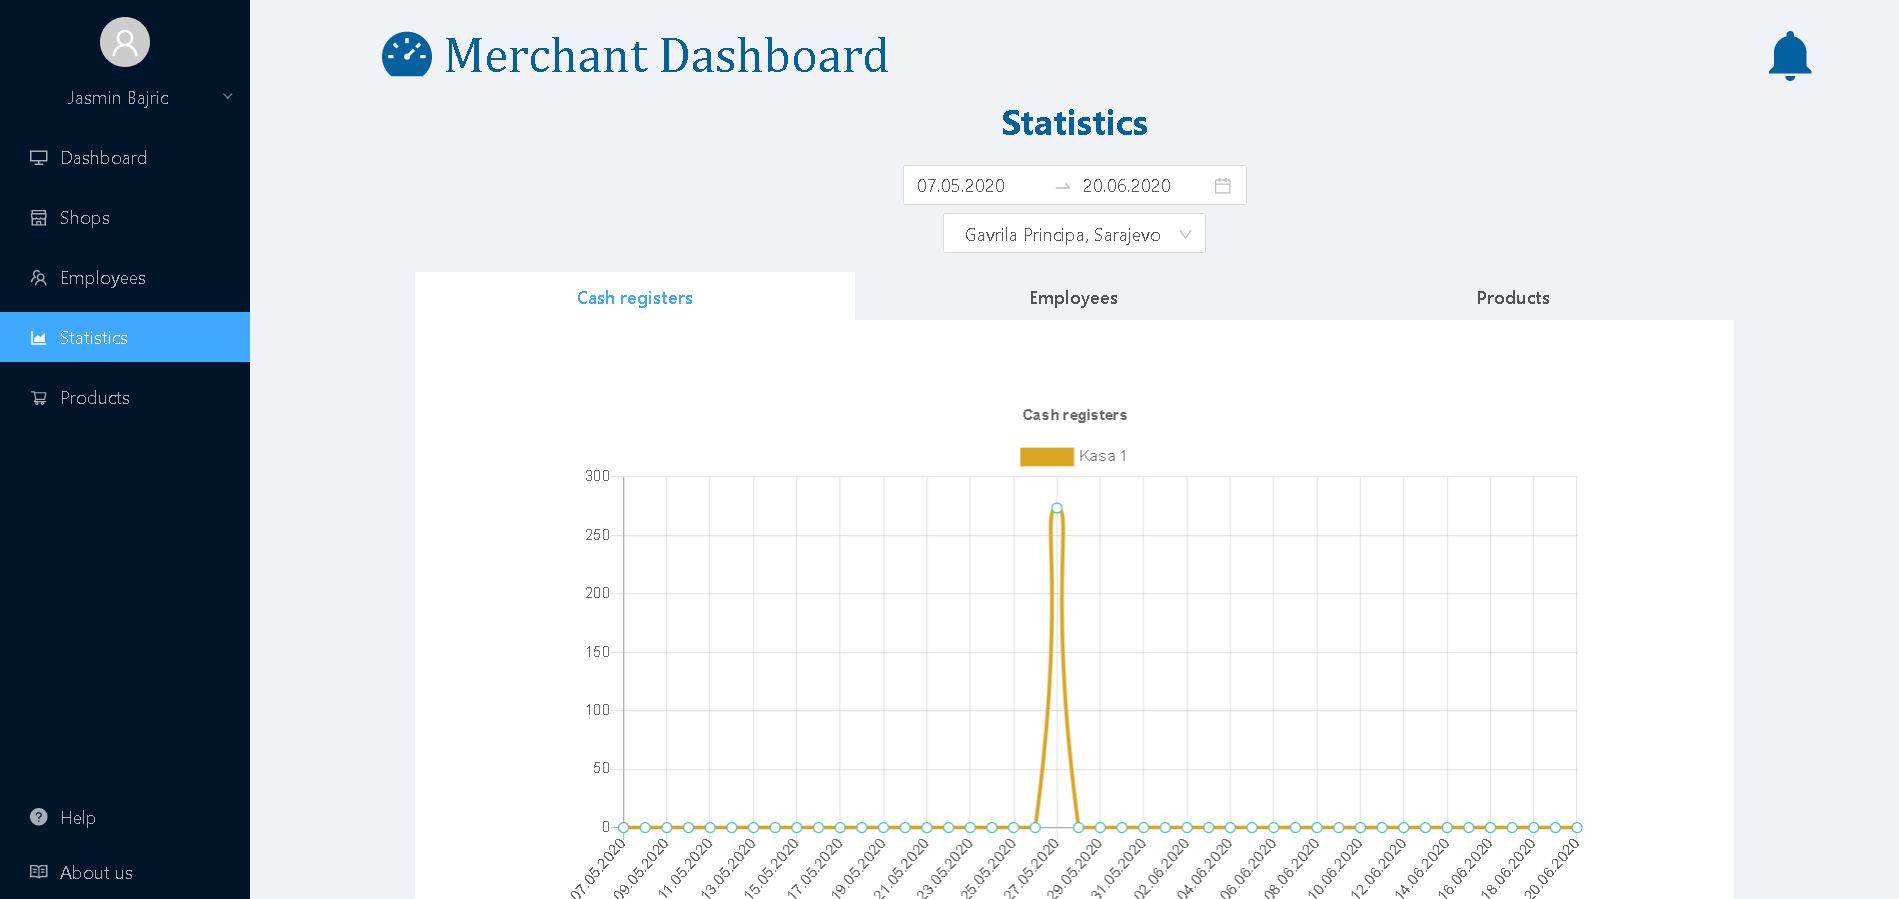 Jasmin Bajric
Dashboard
Shops
Employees
Statistics
Products
Help
About us
Merchant Dashboard
Statistics
07.05.2020 → 20.06.2020
Gavrila Principa, Sarajevo
Cash registers
Employees
Products
Cash registers
Kasa 1
300
250
200
150
100
50
0
07.05.2020
09.05.2020
11.05.2020
13.05.2020
15.05.2020
17.05.2020
19.05.2020
21.05.2020
23.05.2020
25.05.2020
27.05.2020
29.05.2020
31.05.2020
02.06.2020
04.06.2020
06.06.2020
08.06.2020
10.06.2020
12.06.2020
14.06.2020
16.06.2020
18.06.2020
20.06.2020